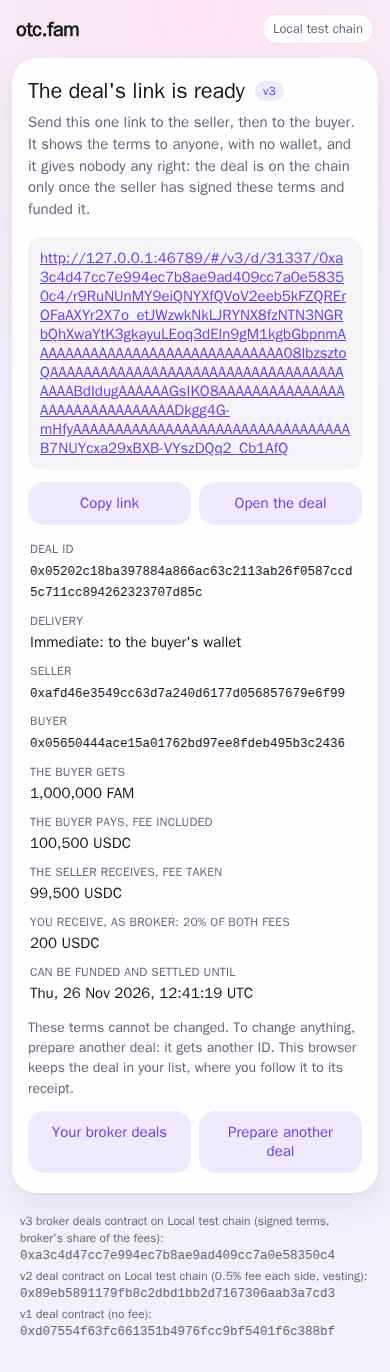 otc.fam
Local test chain
The deal's link is ready v3
Send this one link to the seller, then to the buyer.
It shows the terms to anyone, with no wallet, and
it gives nobody any right: the deal is on the chain
only once the seller has signed these terms and
funded it.
http://127.0.0.1:46789/#/v3/d/31337/0xa
3c4d47cc7e994ec7b8ae9ad409cc7a0e5835
0c4/r9RuNUnMY9eiQNYXfQVoV2eeb5kFZQREr
OFaAXYr2X7o_etJWzwkNkLJRYNX8fzNTN3NGR
bQhXwaYtK3gkayuLEoq3dEIn9gM1kgbGbpnmA
AAAAAAAAAAAAAAAAAAAAAAAAAAAAA08Ibzszto
QAAAAAAAAAAAAAAAAAAAAAAAAAAAAAAAAAAA
AAAABdIdugAAAAAAGsIKO8AAAAAAAAAAAAAAA
AAAAAAAAAAAAAAAAADkgg4G-
mHfyAAAAAAAAAAAAAAAAAAAAAAAAAAAAAAAA
B7NUYcxa29xBXB-VYszDQq2_Cb1AfQ
Copy link
Open the deal
DEAL ID
0x05202c18ba397884a866ac63c2113ab26f0587ccd
5c711cc894262323707d85c
DELIVERY
Immediate: to the buyer's wallet
SELLER
0xafd46e3549cc63d7a240d6177d056857679e6f99
BUYER
0x05650444ace15a01762bd97ee8fdeb495b3c2436
THE BUYER GETS
1,000,000 FAM
THE BUYER PAYS, FEE INCLUDED
100,500 USDC
THE SELLER RECEIVES, FEE TAKEN
99,500 USDC
YOU RECEIVE, AS BROKER: 20% OF BOTH FEES
200 USDC
CAN BE FUNDED AND SETTLED UNTIL
Thu, 26 Nov 2026, 12:41:19 UTC
These terms cannot be changed. To change anything,
prepare another deal: it gets another ID. This browser
keeps the deal in your list, where you follow it to its
receipt.
Your broker deals
Prepare another
deal
v3 broker deals contract on Local test chain (signed terms,
broker's share of the fees):
0xa3c4d47cc7e994ec7b8ae9ad409cc7a0e58350c4
v2 deal contract on Local test chain (0.5% fee each side, vesting):
0x89eb5891179fb8c2dbd1bb2d7167306aab3a7cd3
v1 deal contract (no fee):
0xd07554f63fc661351b4976fcc9bf5401f6c388bf